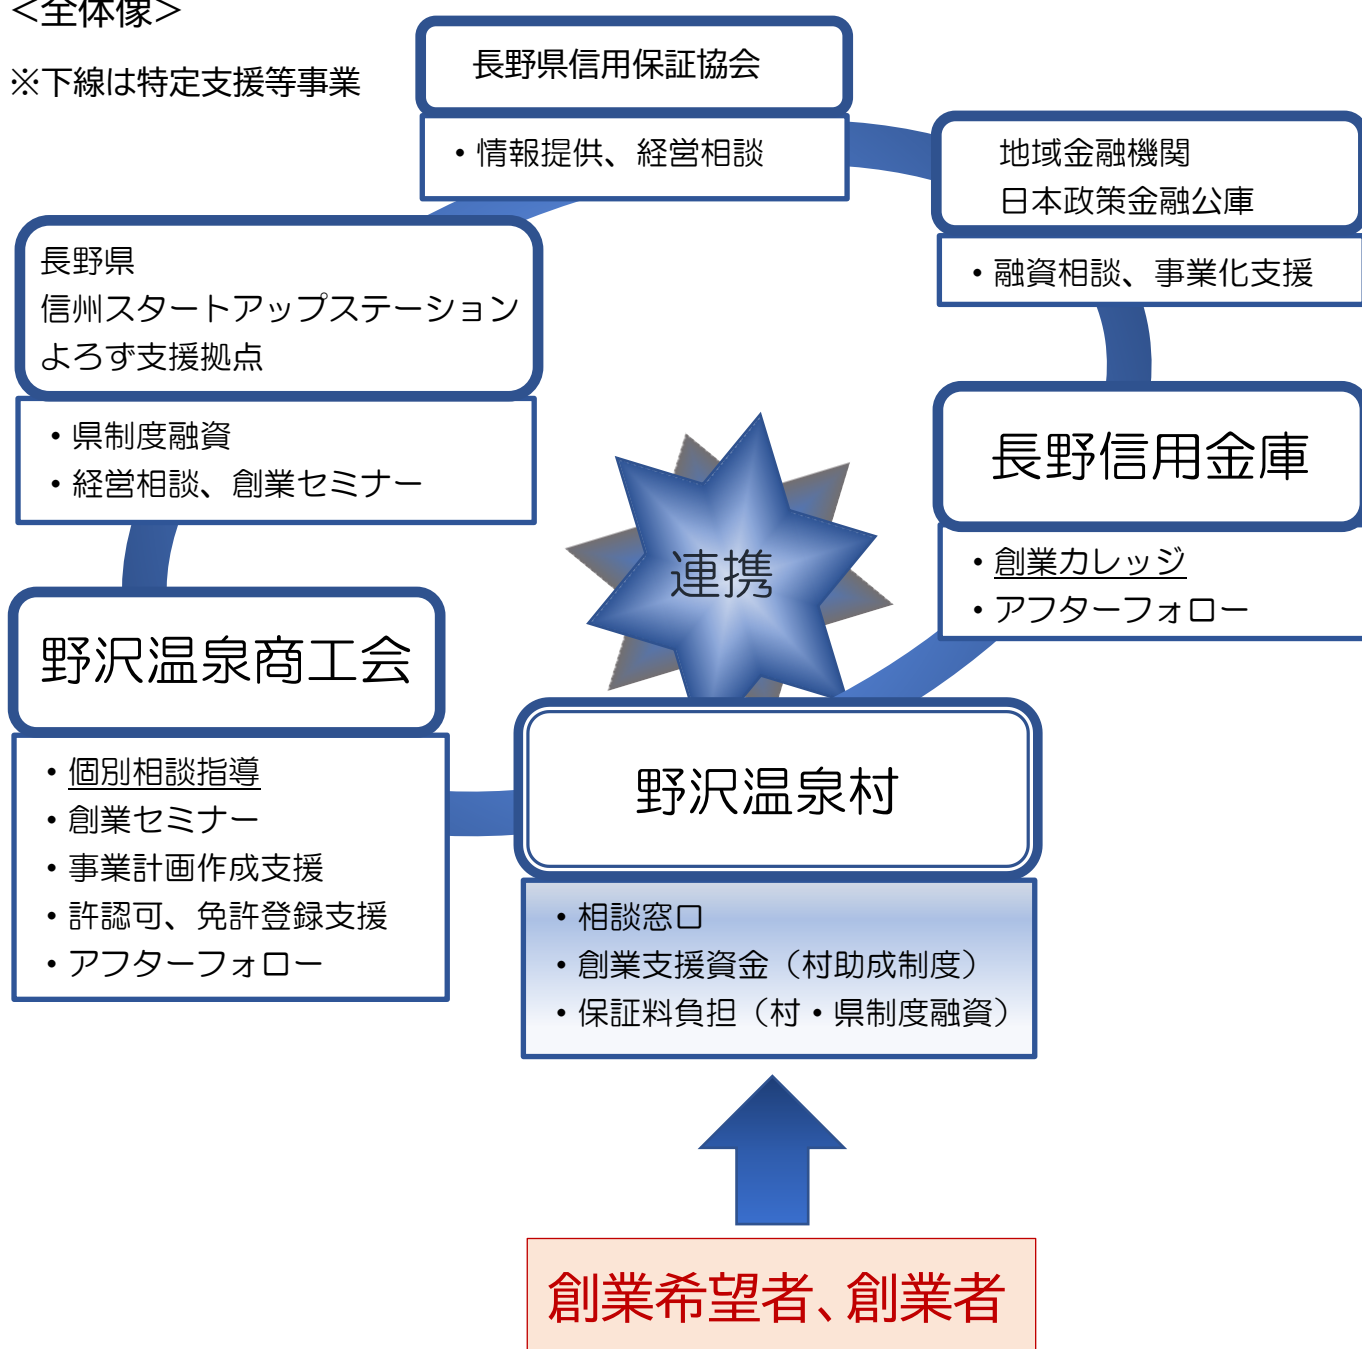 ＜全体像＞
※下線は特定支援等事業
長野県信用保証協会
・情報提供、経営相談
地域金融機関
日本政策金融公庫
・融資相談、事業化支援
長野県
信州スタートアップステーション
よろず支援拠点
・県制度融資
・経営相談、創業セミナー
長野信用金庫
・創業カレッジ
・アフターフォロー
連携
野沢温泉商工会
・個別相談指導
・創業セミナー
・事業計画作成支援
・許認可、免許登録支援
・アフターフォロー
野沢温泉村
・相談窓口
・創業支援資金（村助成制度）
・保証料負担（村・県制度融資）
創業希望者、創業者